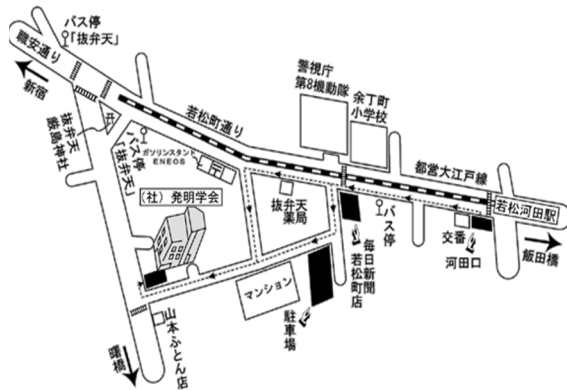 バス停
「抜弁天」
職安通り
新宿
抜弁天
厳島神社
バス停
「抜弁天」
ガソリンスタンド
ENEOS
若松町通り
警視庁
第8機動隊
余丁町
小学校
都営大江戸線
若松河田駅
(社)発明学会
抜弁天
薬局
バス停
交番
河田口
飯田橋
毎日新聞
若松町店
マンション
駐車場
山本ふとん店
曙橋